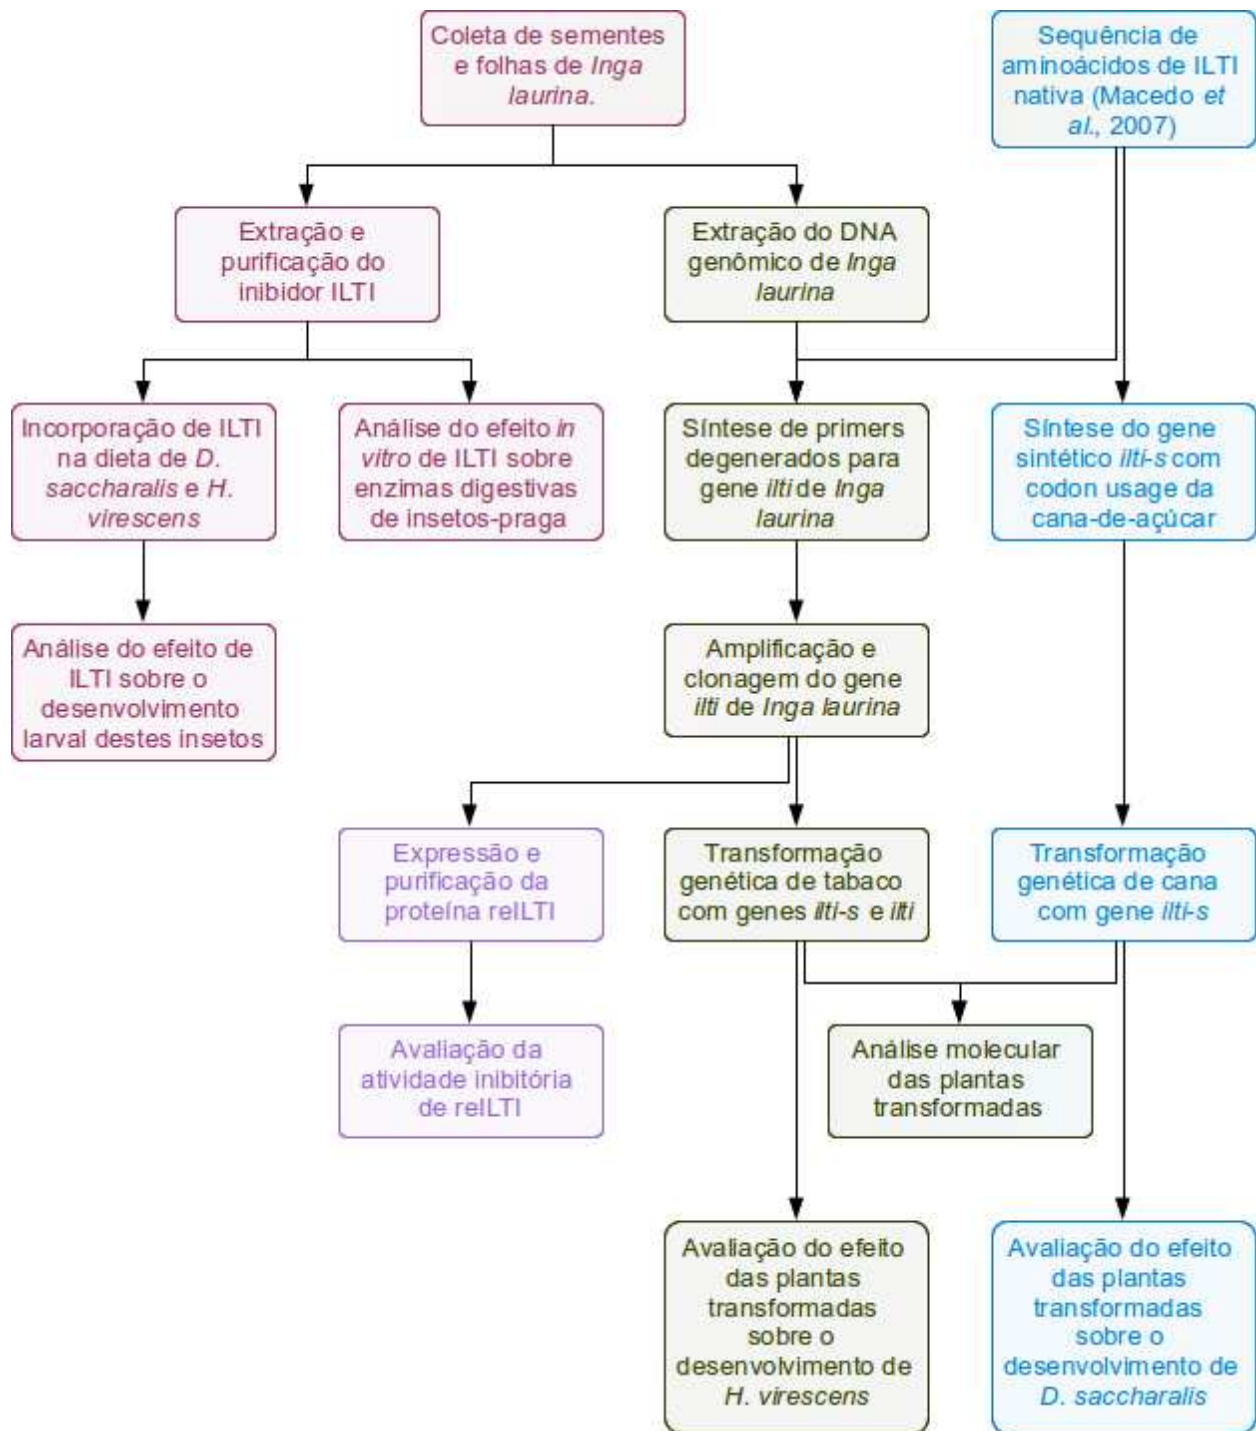 Coleta de sementes
e folhas de Inga
laurina.
Sequência de
aminoácidos de ILTI
nativa (Macedo et
al., 2007)
Extração e
purificação do
inibidor ILTI
Extração do DNA
genômico de Inga
laurina
Incorporação de ILTI
na dieta de D.
saccharalis e H.
virescens
Análise do efeito in
vitro de ILTI sobre
enzimas digestivas
de insetos-praga
Síntese de primers
degenerados para
gene ilti de Inga
laurina
Síntese do gene
sintético ilti-s com
codon usage da
cana-de-açúcar
Análise do efeito de
ILTI sobre o
desenvolvimento
larval destes insetos
Amplificação e
clonagem do gene
ilti de Inga laurina
Expressão e
purificação da
proteína reILTI
Transformação
genética de tabaco
com genes ilti-s e ilti
Transformação
genética de cana
com gene ilti-s
Avaliação da
atividade inibitória
de reILTI
Análise molecular
das plantas
transformadas
Avaliação do efeito
das plantas
transformadas
sobre o
desenvolvimento de
H. virescens
Avaliação do efeito
das plantas
transformadas
sobre o
desenvolvimento de
D. saccharalis